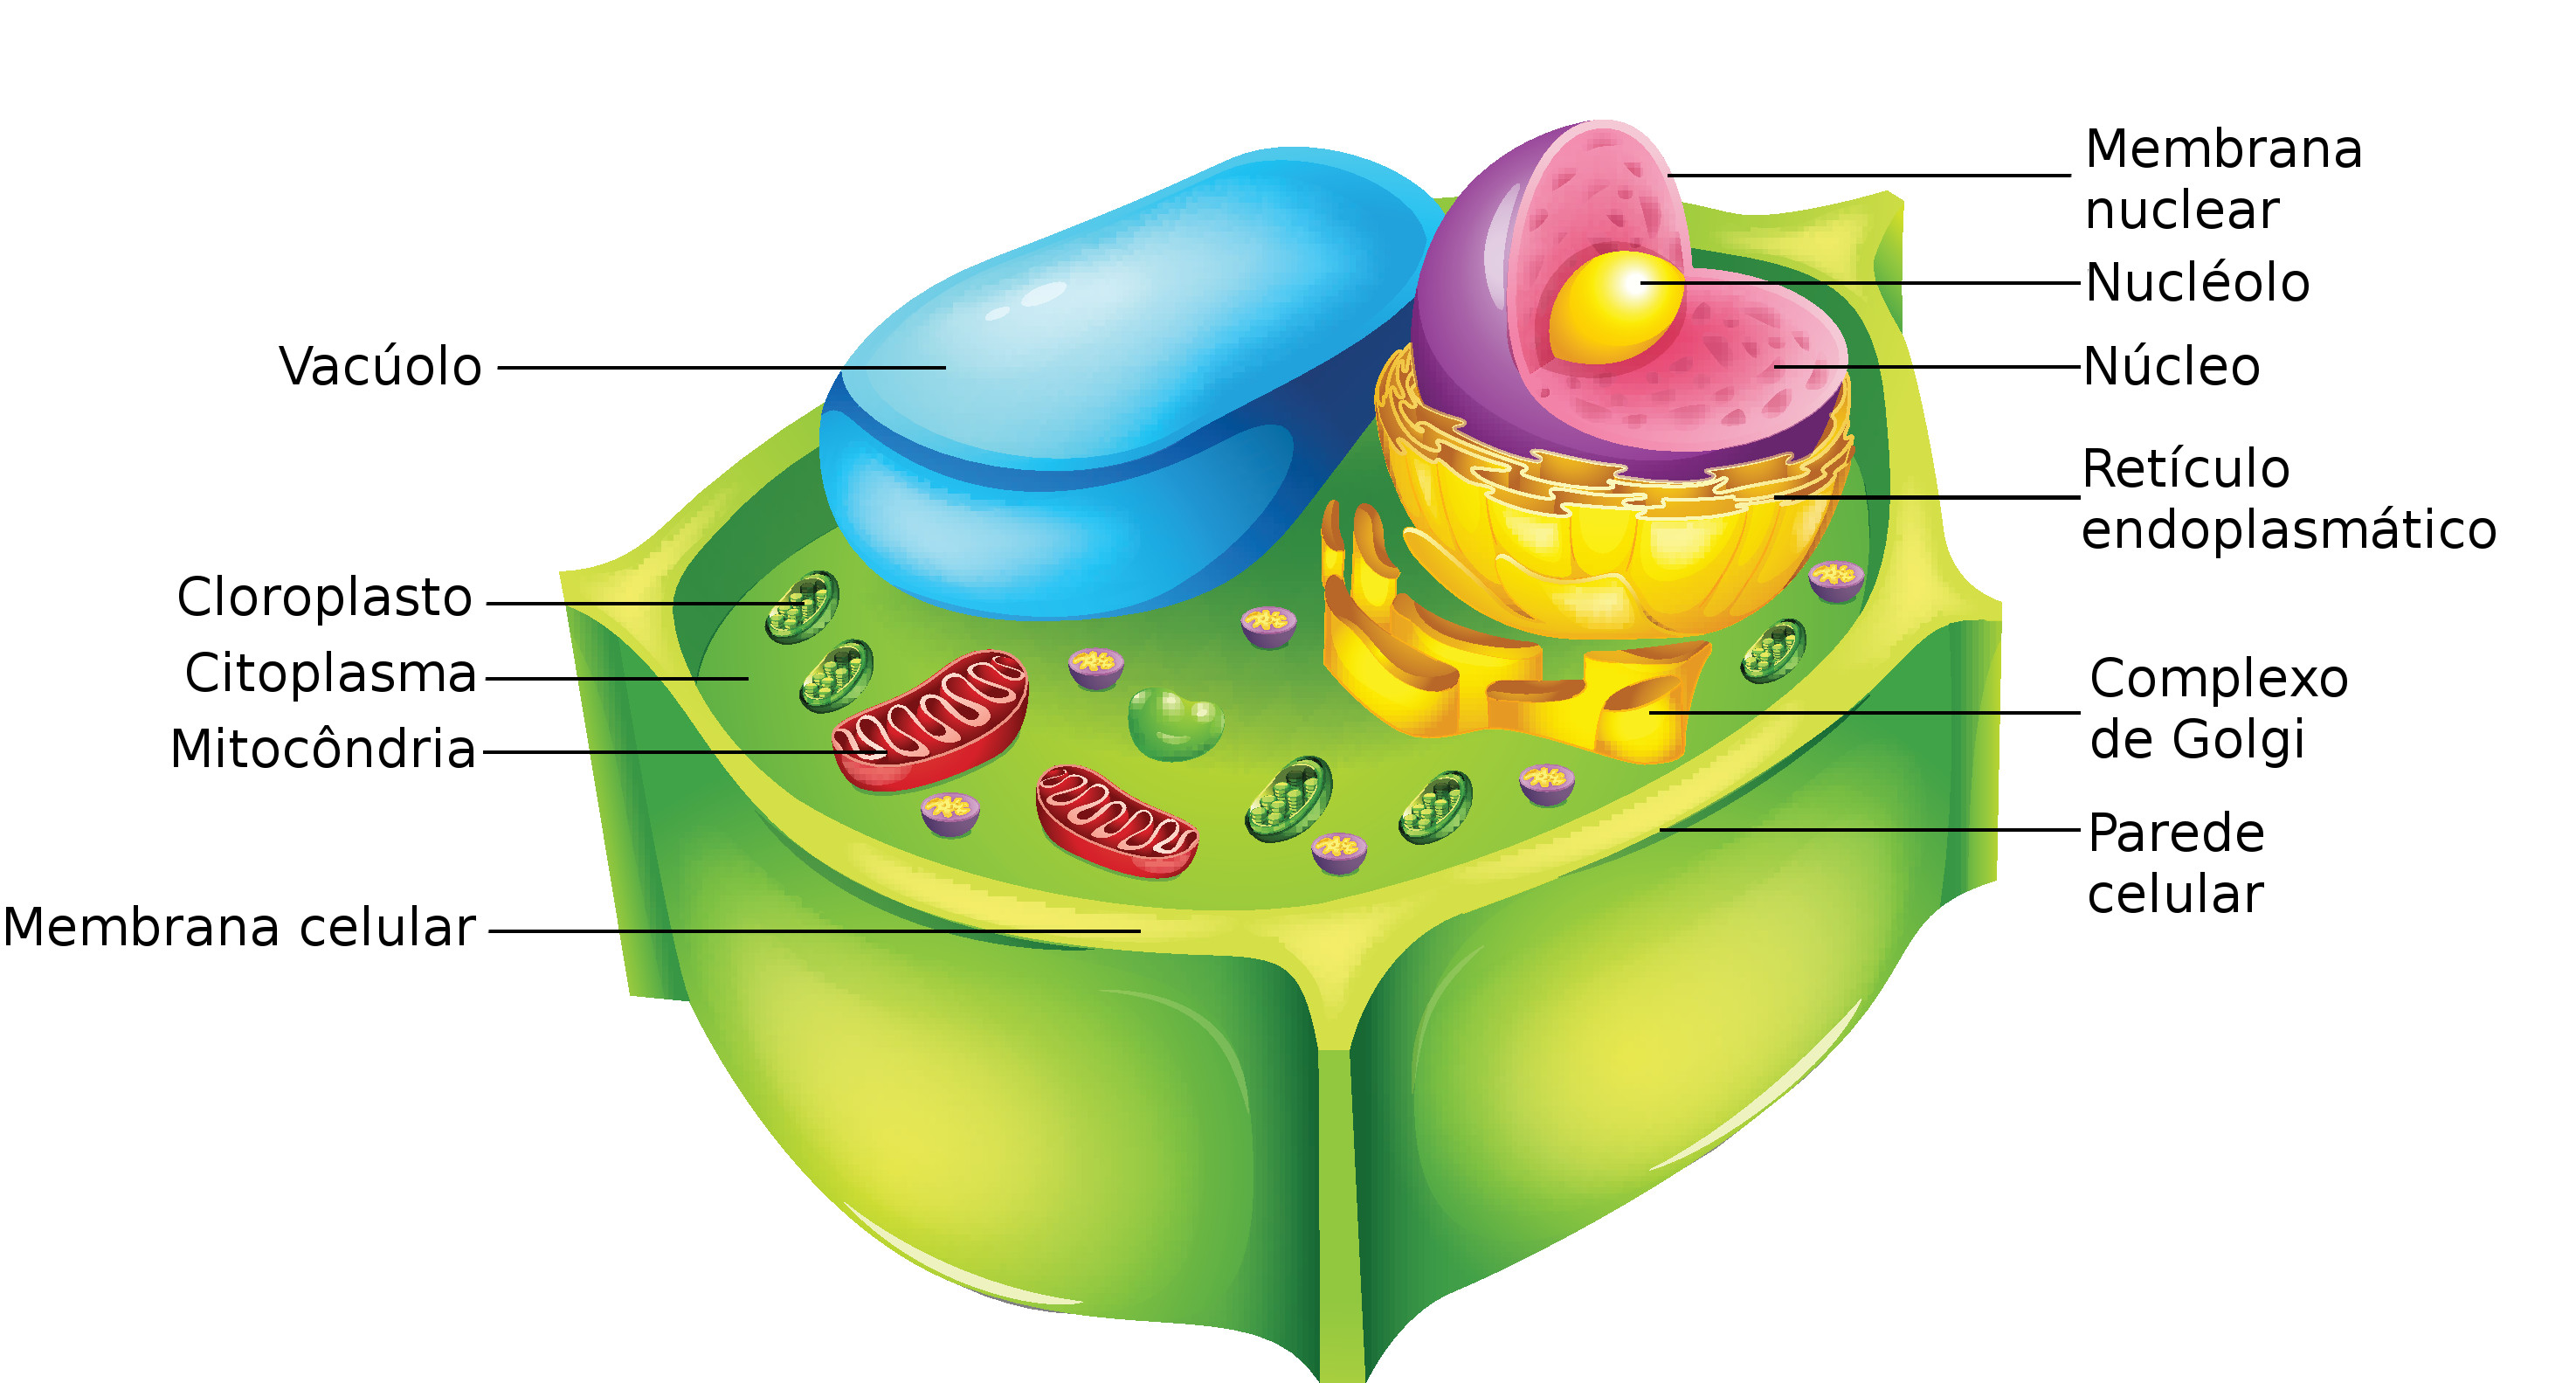 Vacúolo
Cloroplasto
Citoplasma
Mitocôndria
Membrana celular
Membrana
nuclear
Nucléolo
Núcleo
Retículo
endoplasmático
Complexo
de Golgi
Parede
celular